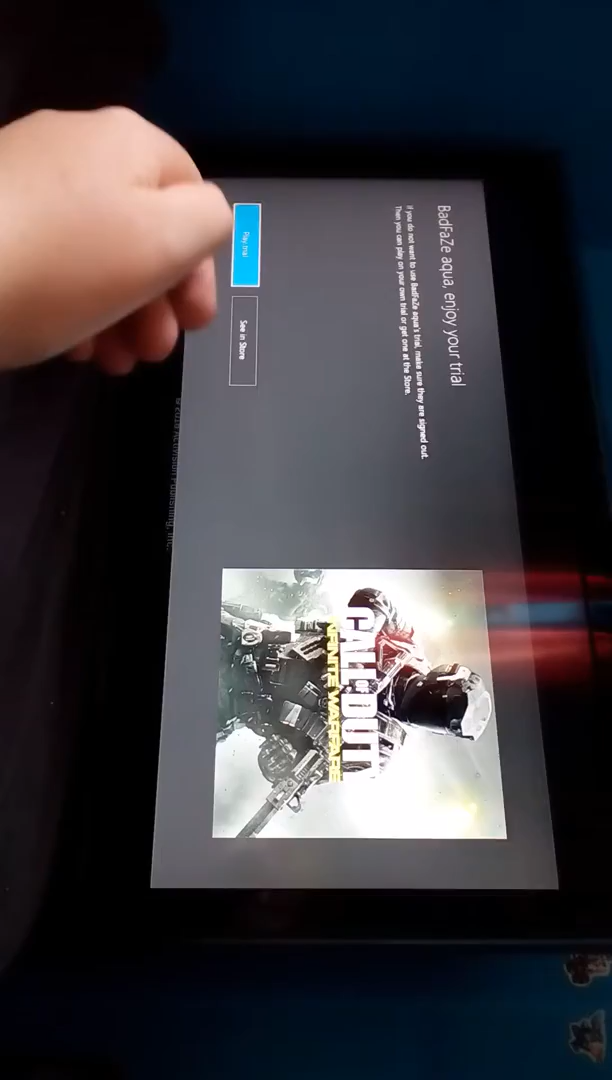 BadFaZe aqua, enjoy your trial
If you do not want to use BadFaZe aqua's trial, make sure they are signed out.
Then you can play on your own trial or get one at the Store.
Play trial
See in Store
CALL OF DUTY
INFINITE WARFARE
Publishing, Inc.